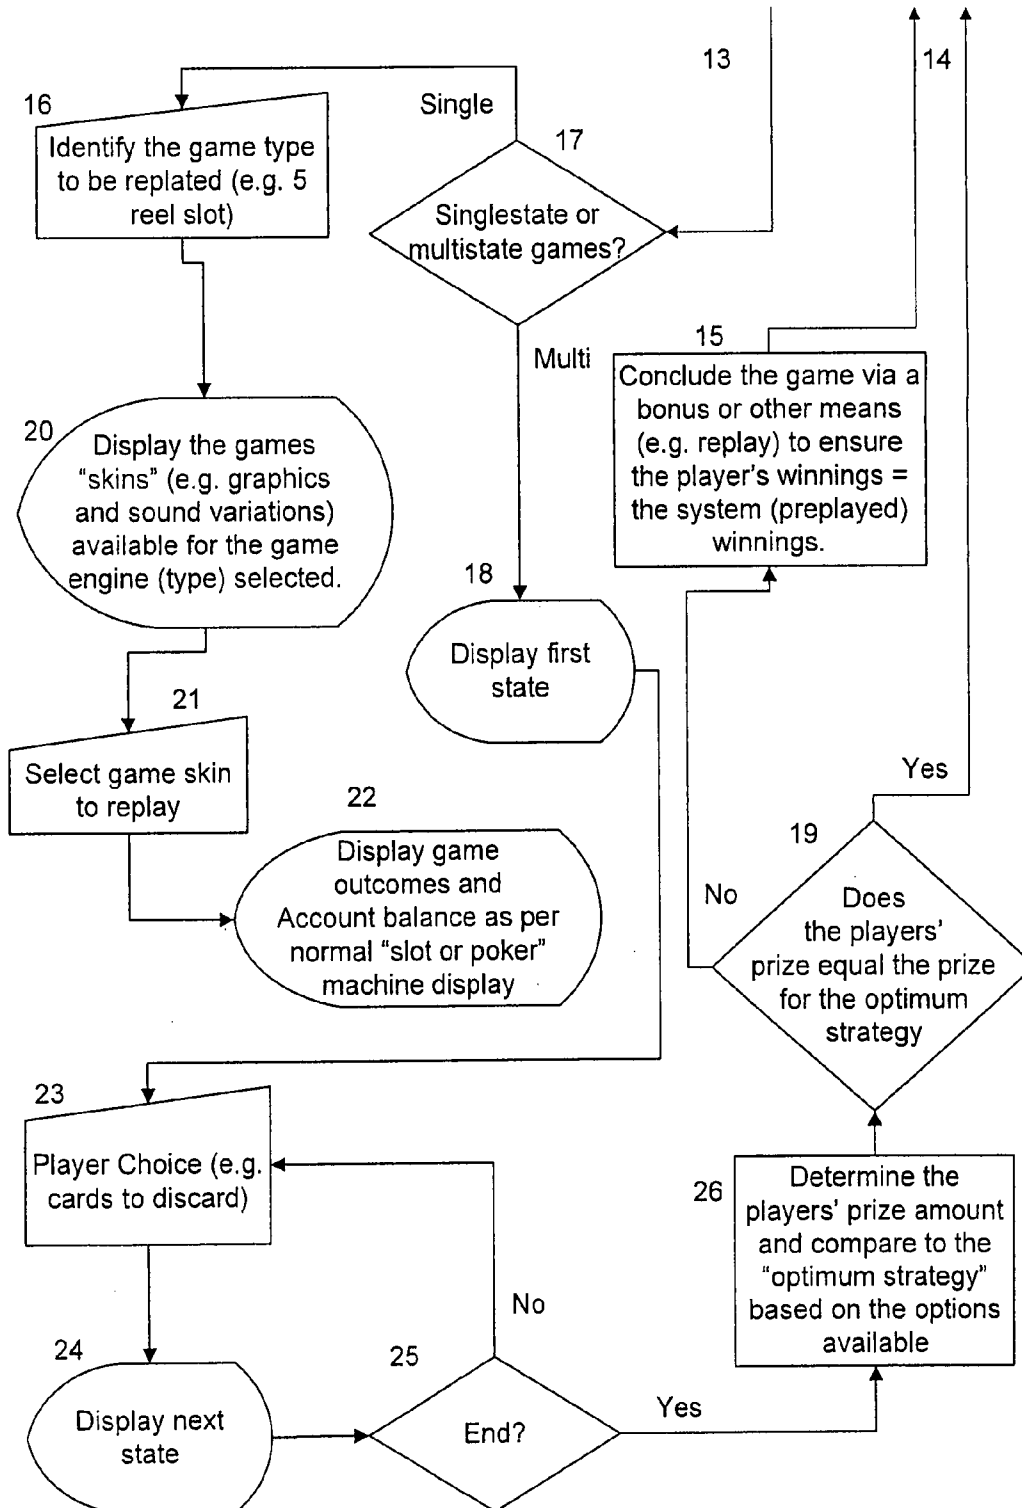 13
14
16
Single
17
Identify the game type
to be replated (e.g. 5
reel slot)
Singlestate or
multistate games?
15
Multi
Conclude the game via a
bonus or other means
(e.g. replay) to ensure
the player's winnings =
the system (preplayed)
winnings.
20
Display the games
“skins” (e.g. graphics
and sound variations)
available for the game
engine (type) selected.
18
Display first
state
21
Select game skin
to replay
22
Display game
outcomes and
Account balance as per
normal “slot or poker”
machine display
Yes
19
No
Does
the players'
prize equal the prize
for the optimum
strategy
23
Player Choice (e.g.
cards to discard)
26
Determine the
players' prize amount
and compare to the
“optimum strategy”
based on the options
available
No
24
25
Display next
state
End?
Yes